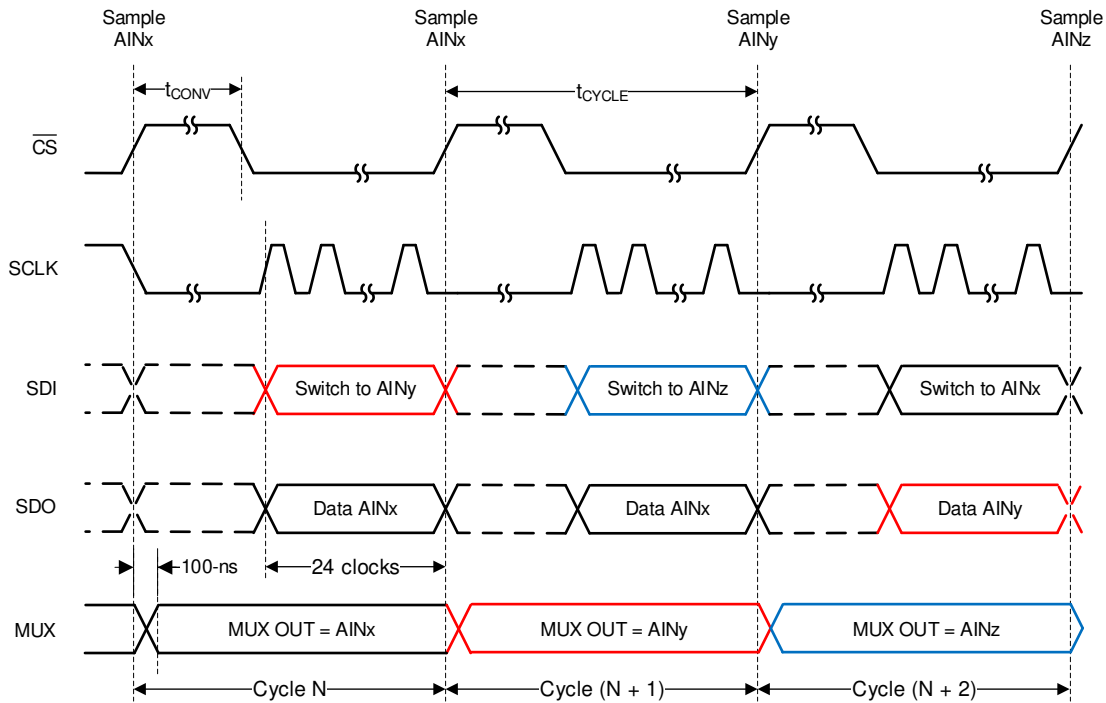 Sample
AINx
Sample
AINx
Sample
AINy
Sample
AINz
tCONV
tCYCLE
CS
SCLK
SDI
Switch to AINy
Switch to AINz
Switch to AINx
SDO
Data AINx
Data AINx
Data AINy
100-ns
24 clocks
MUX
MUX OUT = AINx
MUX OUT = AINy
MUX OUT = AINz
Cycle N
Cycle (N + 1)
Cycle (N + 2)